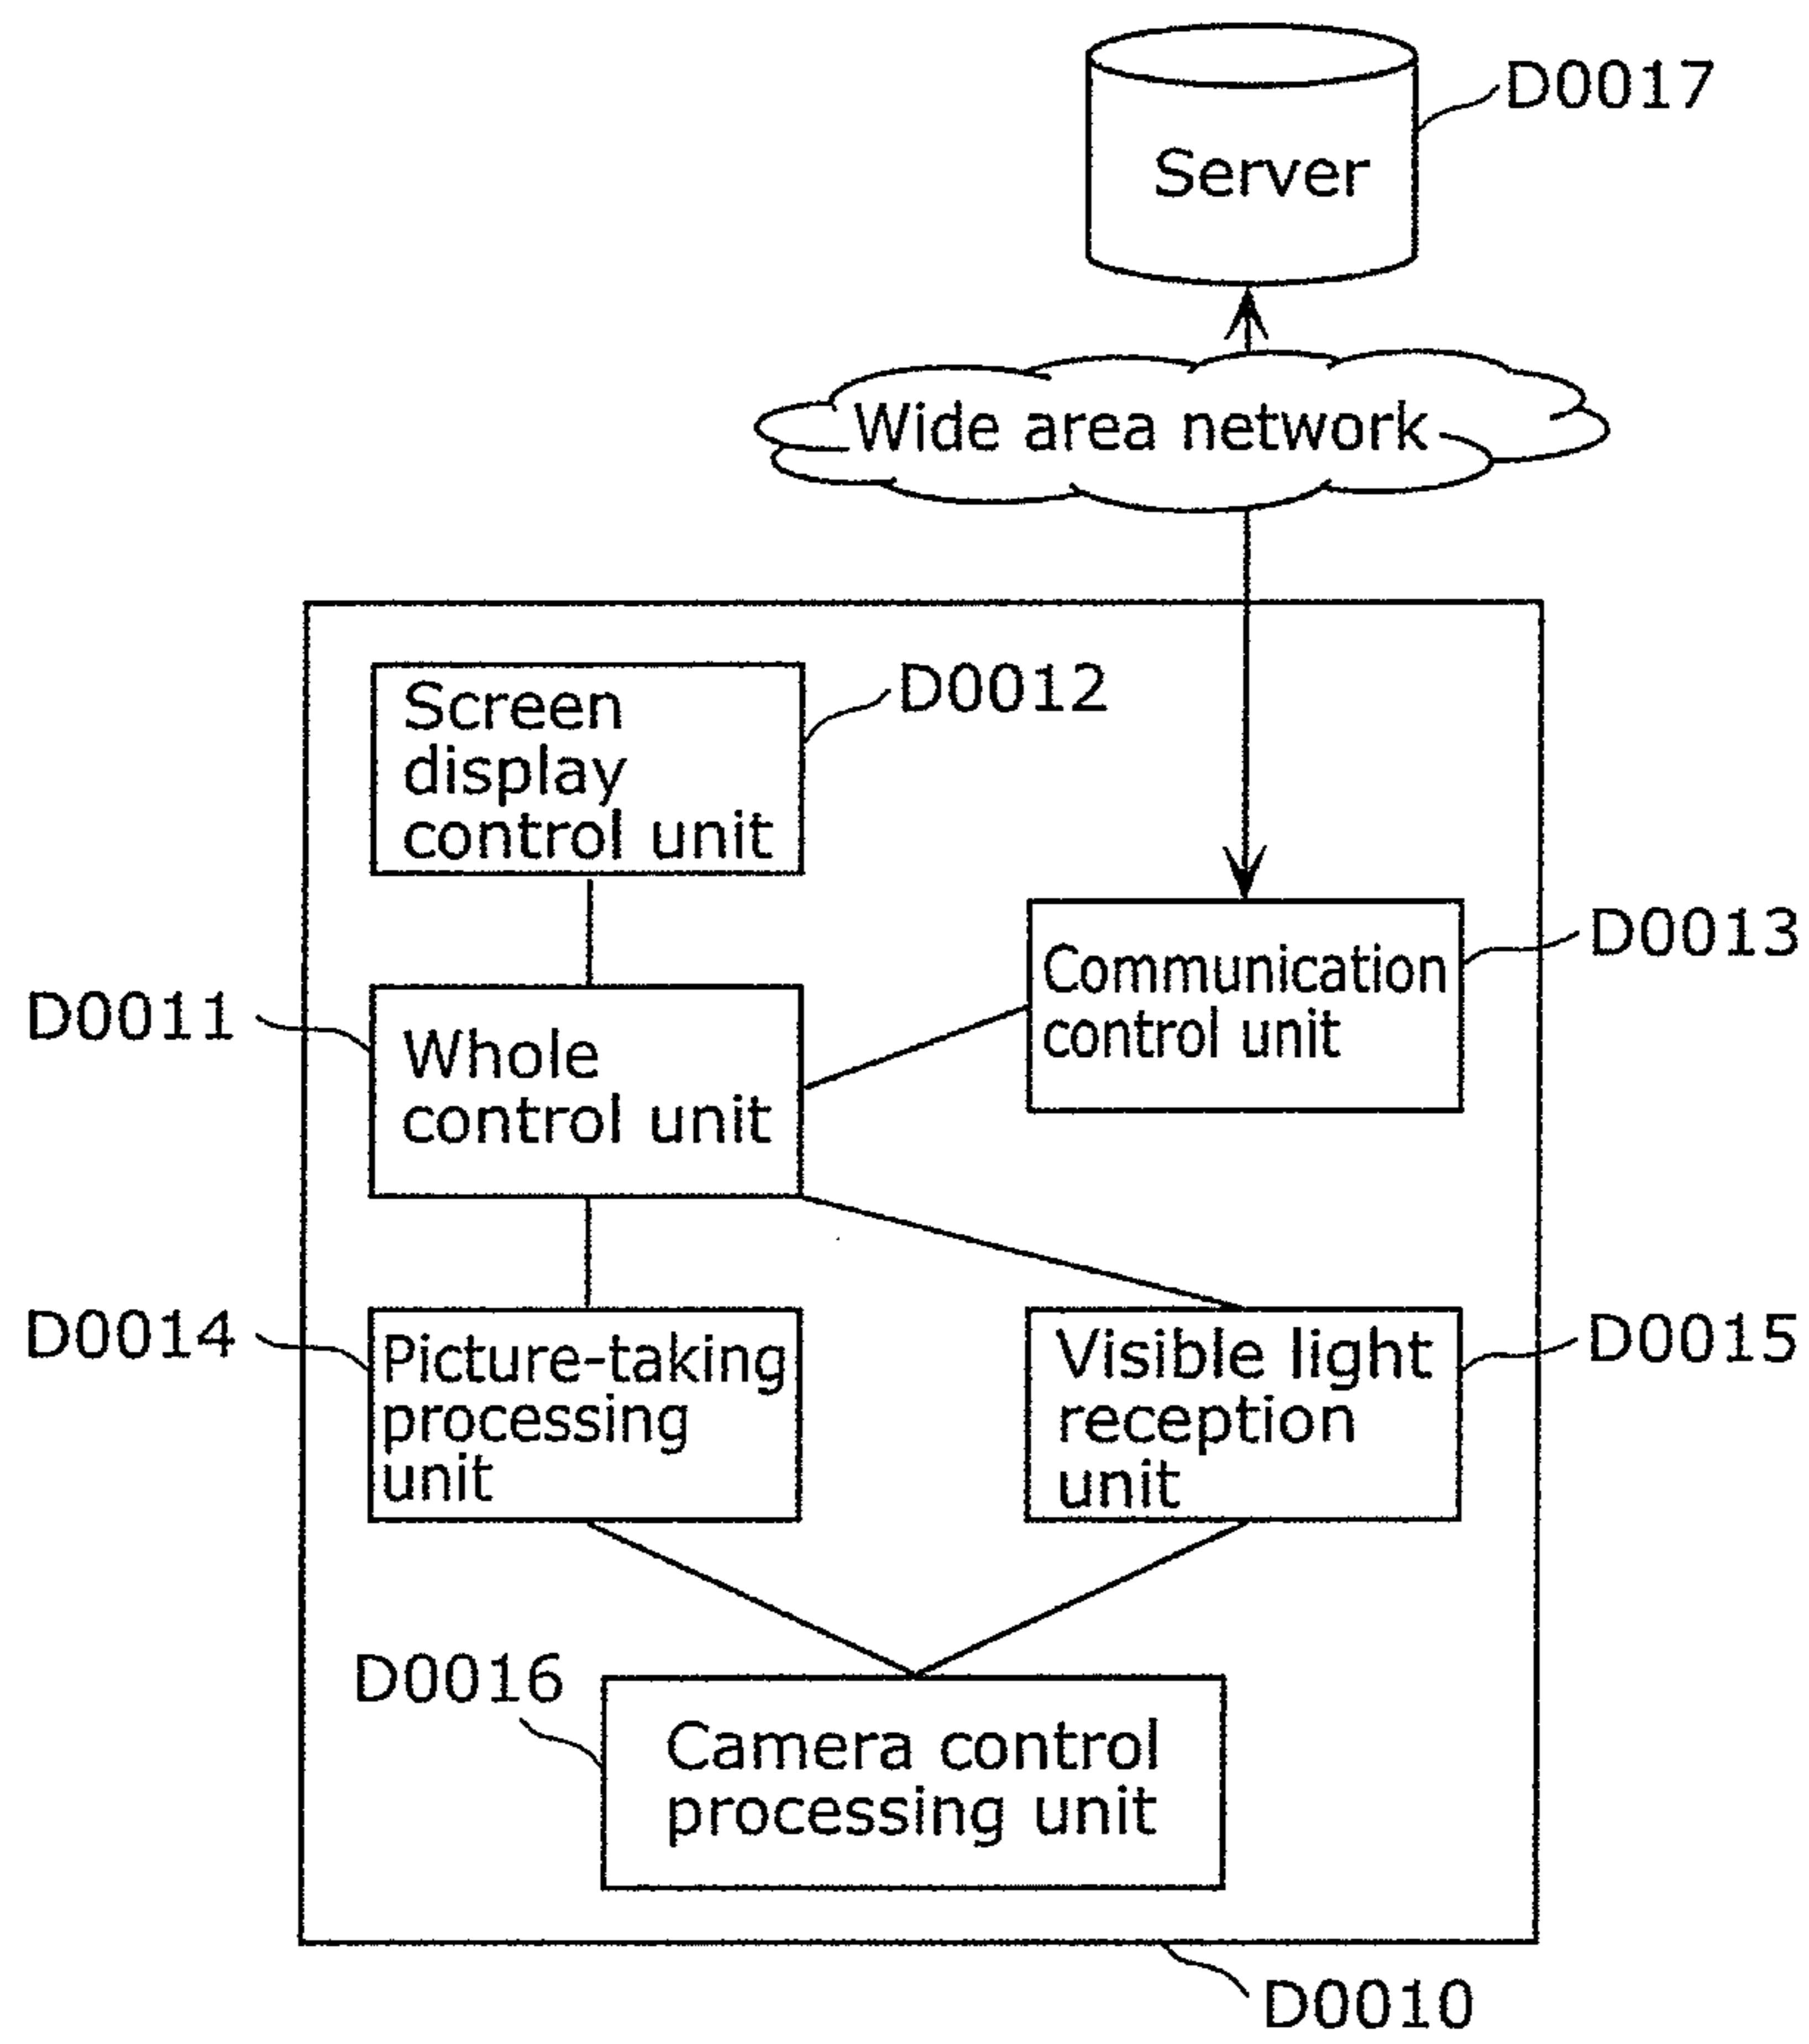 D0017
Server
Wide area network
D0012
Screen
display
control unit
D0013
Communication
control unit
D0011
Whole
control unit
D0014
Picture-taking
processing
unit
D0015
Visible light
reception
unit
D0016
Camera control
processing unit
D0010